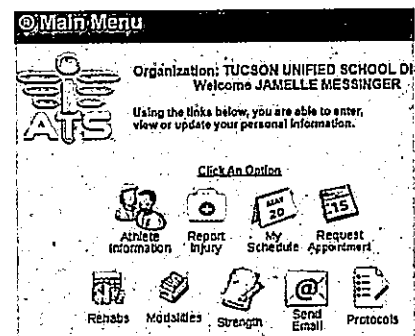 Main Menu
Organization: TUCSON UNIFIED SCHOOL DI
Welcome JAMELLE MESSINGER
Using the links below, you are able to enter,
view or update your personal information.
ATS
Click An Option
MAY
20
15
Athlete Information
Report Injury
My Schedule
Request Appointment
@
Rehabs
Modalities
Strength
Send Email
Protocols